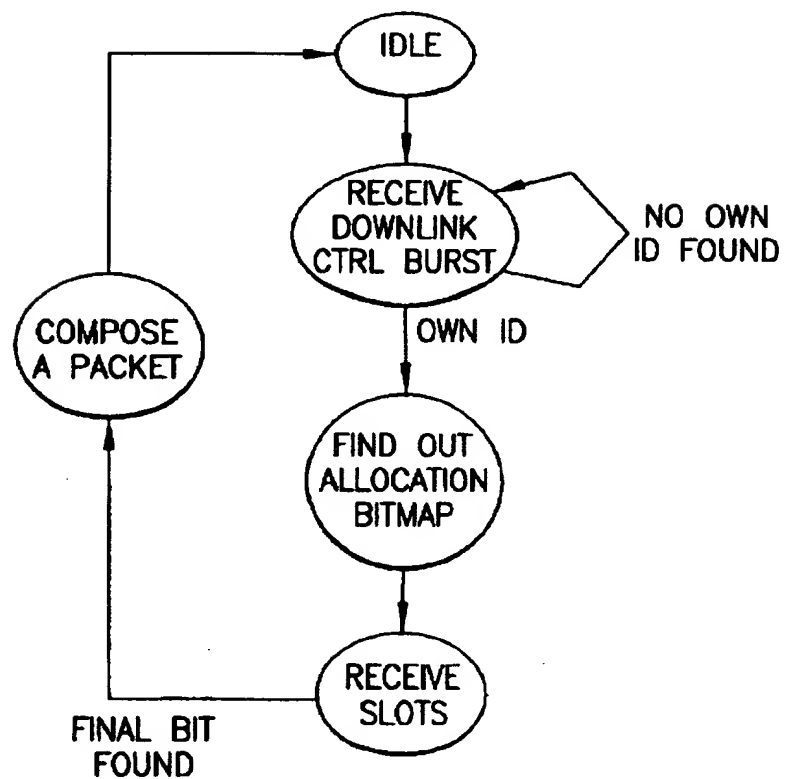 IDLE
RECEIVE
DOWNLINK
CTRL BURST
NO OWN
ID FOUND
OWN ID
COMPOSE
A PACKET
FIND OUT
ALLOCATION
BITMAP
RECEIVE
SLOTS
FINAL BIT
FOUND